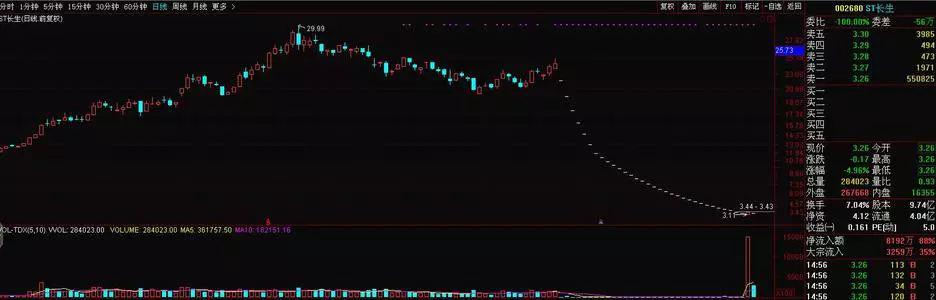 分时 1分钟 5分钟 15分钟 30分钟 60分钟 日线 周线 月线 更多 >
复权 叠加 画线 F10 标记 -自选 返回
ST长生(日线.前复权)
29.99
25.73
3.44 - 3.43
3.11
VOL-TDX(5,10) VVOL: 284023.00 VOLUME: 284023.00 MA5: 361757.50 MA10: 182151.16
15000
10000
5000
X100
002680 ST长生
委比 -100.00% 委差 -56万
卖五 3.30 3985
卖四 3.29 494
卖三 3.28 473
卖二 3.27 1971
卖一 3.26 550825
买一
买二
买三
买四
买五
现价 3.26 今开 3.26
涨跌 -0.17 最高 3.26
涨幅 -4.96% 最低 3.26
总量 284023 量比 0.93
外盘 267668 内盘 16355
换手 7.04% 股本 9.74亿
净资 4.12 流通 4.04亿
收益㈠ 0.161 PE[动] 5.0
净流入额 8192万 88%
大宗流入 3259万 35%
14:56 3.26 113 B 2
14:56 3.26 132 B 3
14:56 3.26 34 B 5
14:56 3.26 120 B 2